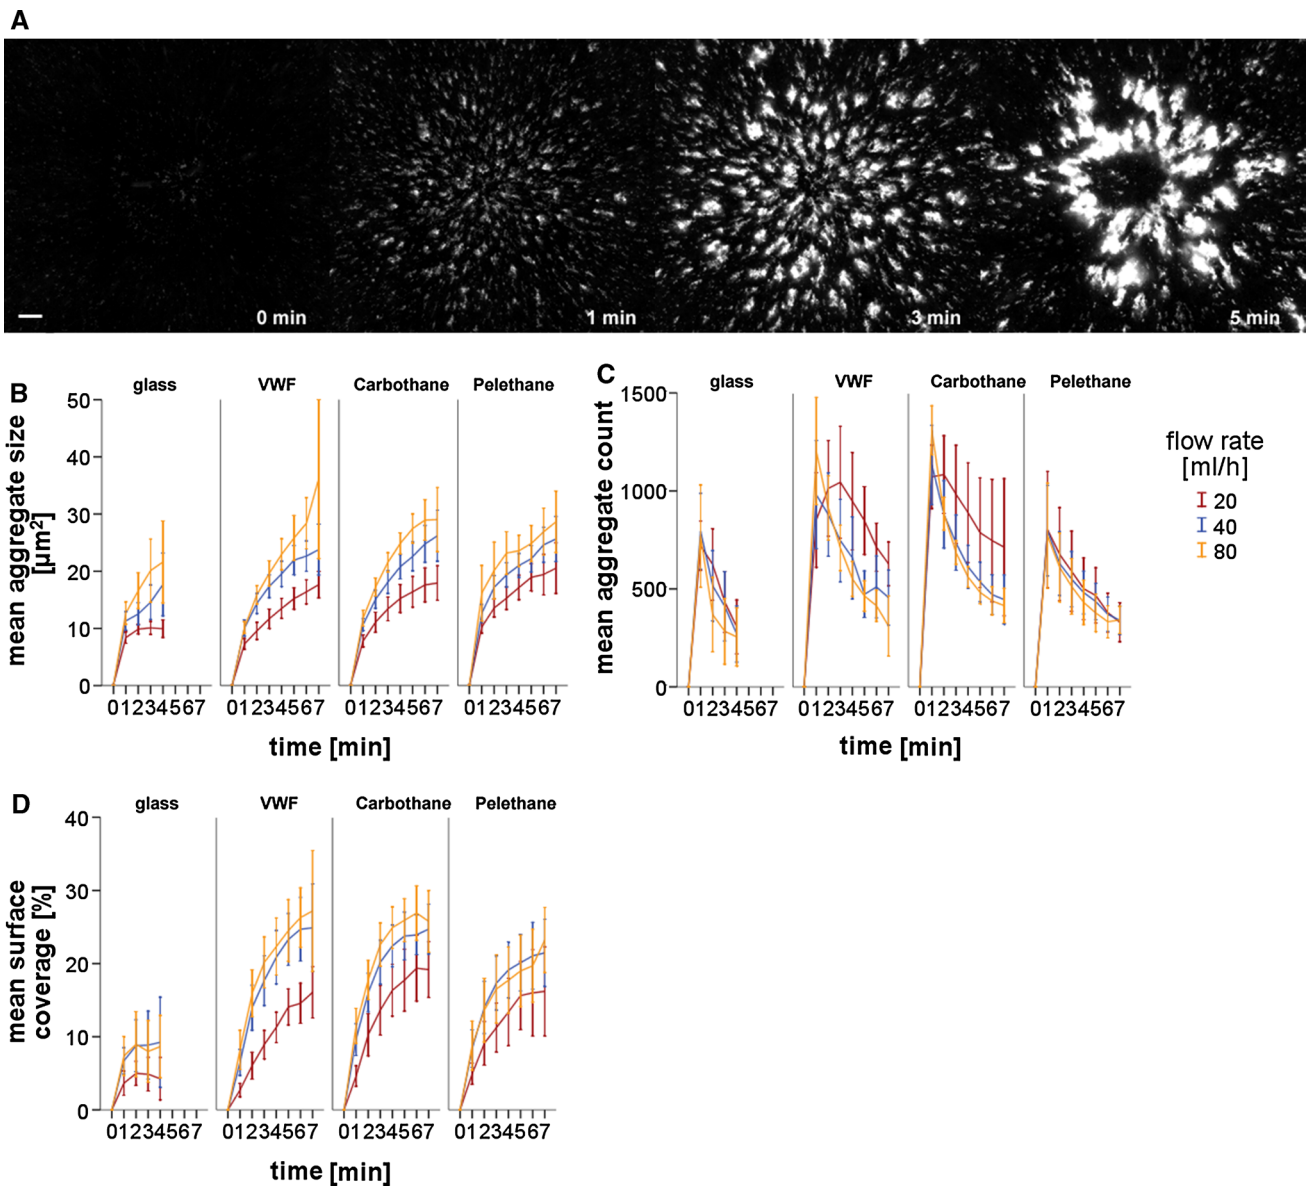 A
0 min
1 min
3 min
5 min
B
glass
VWF
Carbothane
Pelethane
mean aggregate size
[µm²]
50
40
30
20
10
0
01234567
01234567
01234567
01234567
time [min]
C
glass
VWF
Carbothane
Pelethane
mean aggregate count
1500
1000
500
0
01234567
01234567
01234567
01234567
time [min]
flow rate
[ml/h]
20
40
80
D
glass
VWF
Carbothane
Pelethane
mean surface
coverage [%]
40
30
20
10
0
01234567
01234567
01234567
01234567
time [min]